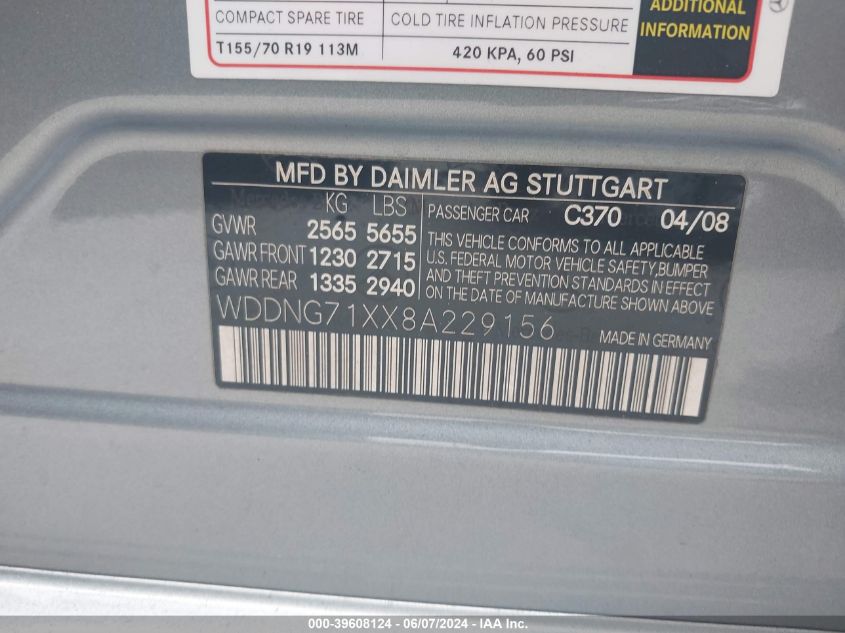 ADDITIONAL
COMPACT SPARE TIRE COLD TIRE INFLATION PRESSURE INFORMATION
T155/70 R19 113M 420 KPA, 60 PSI
MFD BY DAIMLER AG STUTTGART
KG LBS
GVWR 2565 5655
GAWR FRONT 1230 2715
GAWR REAR 1335 2940
PASSENGER CAR C370 04/08
THIS VEHICLE CONFORMS TO ALL APPLICABLE
U.S. FEDERAL MOTOR VEHICLE SAFETY,BUMPER
AND THEFT PREVENTION STANDARDS IN EFFECT
ON THE DATE OF MANUFACTURE SHOWN ABOVE
WDDNG71XX8A229156 MADE IN GERMANY
000-39608124 - 06/07/2024 - IAA Inc.